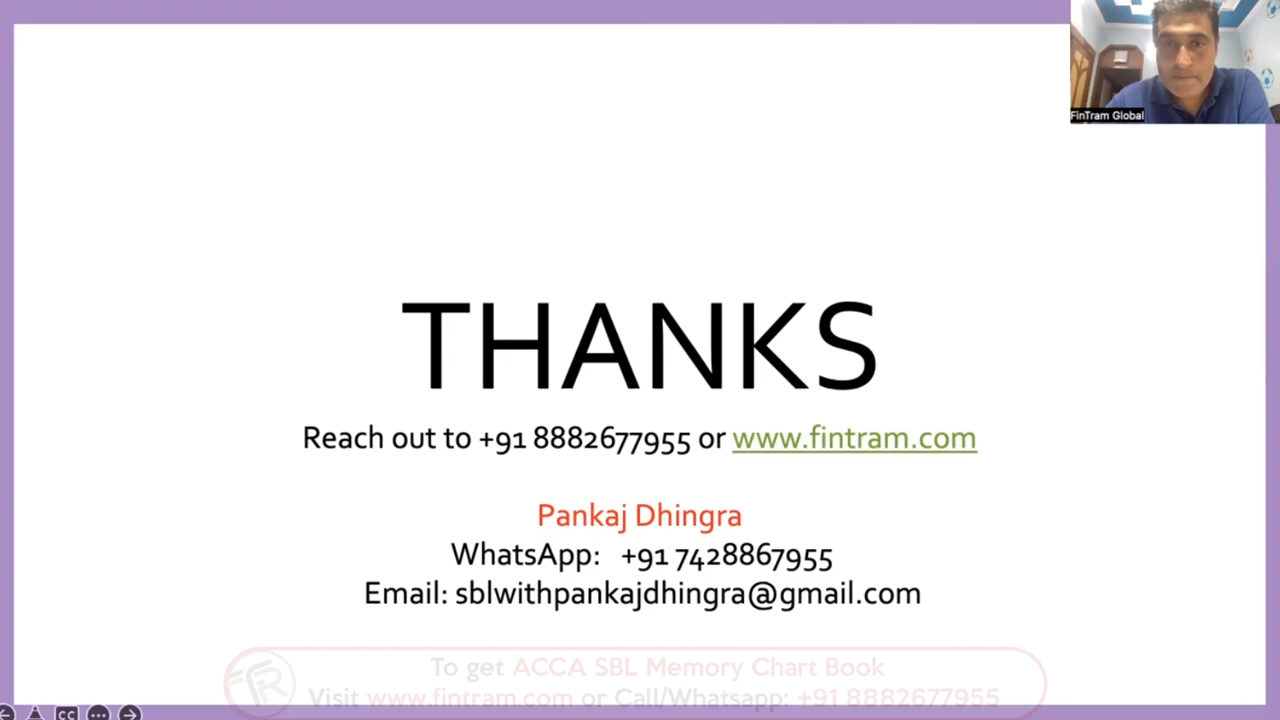 FinTram Global
THANKS
Reach out to +91 8882677955 or www.fintram.com
Pankaj Dhingra
WhatsApp: +91 7428867955
Email: sblwithpankajdhingra@gmail.com
To get ACCA SBL Memory Chart Book
Visit www.fintram.com or Call/Whatsapp: +91 8882677955
CC